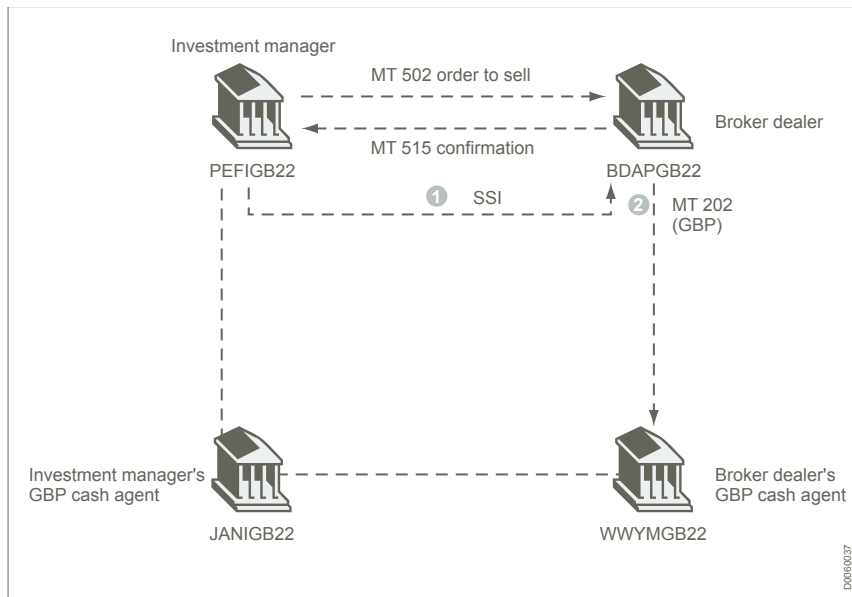 Investment manager
MT 502 order to sell
Broker dealer
MT 515 confirmation
PEFIGB22
BDAPGB22
1
SSI
2
MT 202
(GBP)
Investment manager's
GBP cash agent
Broker dealer's
GBP cash agent
JANIGB22
WWYMGB22
D0060037